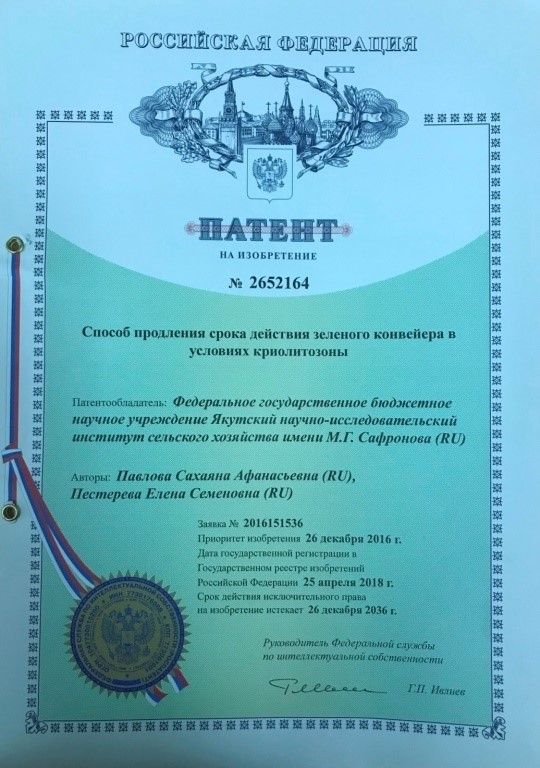 РОССИЙСКАЯ ФЕДЕРАЦИЯ
ПАТЕНТ
НА ИЗОБРЕТЕНИЕ
№ 2652164
Способ продления срока действия зеленого конвейера в
условиях криолитозоны
Патентообладатель: Федеральное государственное бюджетное
научное учреждение Якутский научно-исследовательский
институт сельского хозяйства имени М.Г. Сафронова (RU)
Авторы: Павлова Сахаяна Афанасьевна (RU),
Пестерева Елена Семеновна (RU)
Заявка № 2016151536
Приоритет изобретения 26 декабря 2016 г.
Дата государственной регистрации в
Государственном реестре изобретений
Российской Федерации 25 апреля 2018 г.
Срок действия исключительного права
на изобретение истекает 26 декабря 2036 г.
Руководитель Федеральной службы
по интеллектуальной собственности
Г.П. Ивлиев